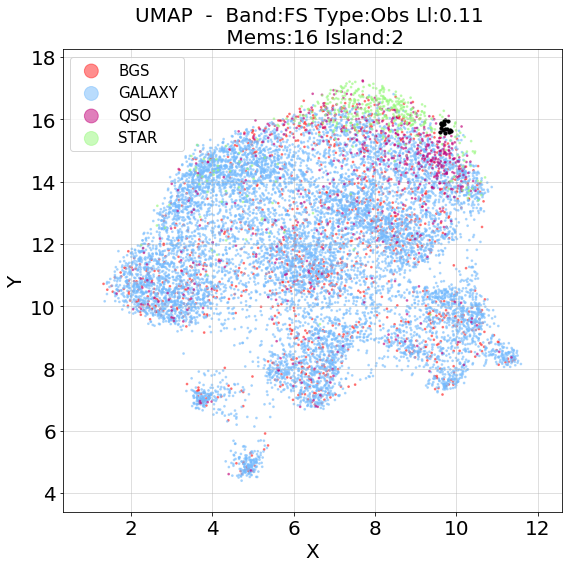 UMAP  -  Band:FS Type:Obs Ll:0.11
Mems:16 Island:2
18
16
14
12
10
8
6
4
Y
BGS
GALAXY
QSO
STAR
2 4 6 8 10 12
X